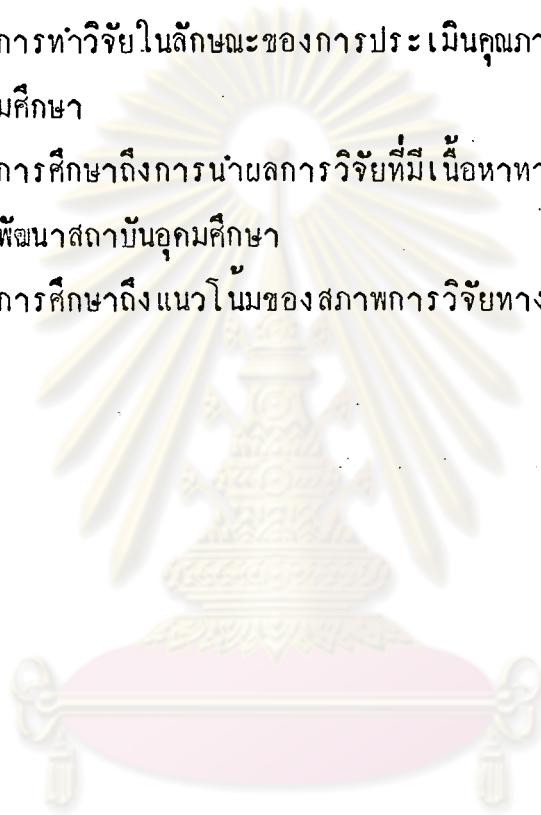 การทำวิจัยในลักษณะของการประเมินคุณภา
มศึกษา
การศึกษาถึงการนำผลการวิจัยที่มีเนื้อหาทา
พัฒนาสถาบันอุดมศึกษา
การศึกษาถึงแนวโน้มของสภาพการวิจัยทาง